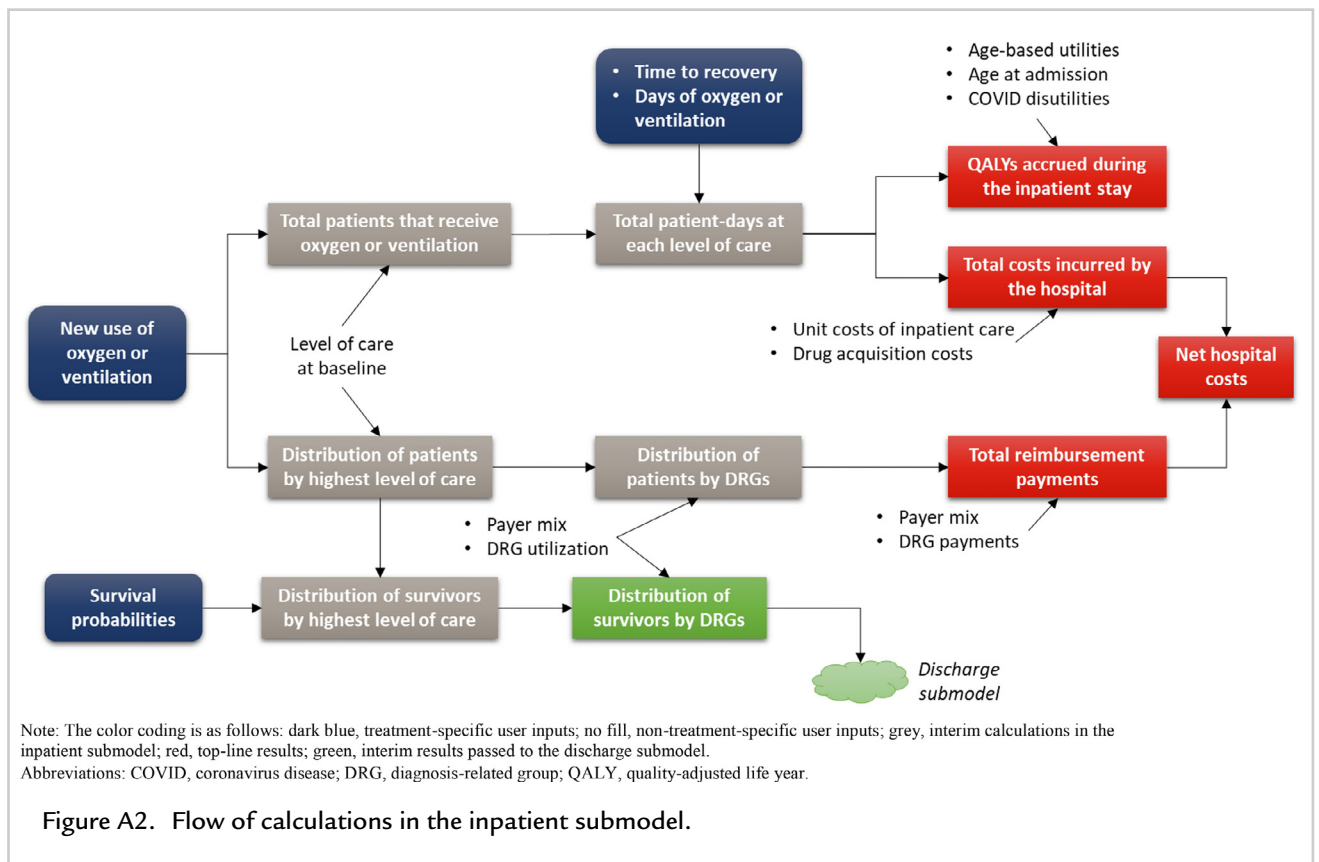 • Time to recovery
• Days of oxygen or
ventilation
• Age-based utilities
• Age at admission
• COVID disutilities
QALYs accrued during
the inpatient stay
Total patients that receive
oxygen or ventilation
Total patient-days at
each level of care
Total costs incurred by
the hospital
New use of
oxygen or
ventilation
Level of care
at baseline
• Unit costs of inpatient care
• Drug acquisition costs
Net hospital
costs
Distribution of patients
by highest level of care
Distribution of
patients by DRGs
Total reimbursement
payments
• Payer mix
• DRG utilization
• Payer mix
• DRG payments
Survival
probabilities
Distribution of survivors
by highest level of care
Distribution of
survivors by DRGs
Discharge
submodel
Note: The color coding is as follows: dark blue, treatment-specific user inputs; no fill, non-treatment-specific user inputs; grey, interim calculations in the
inpatient submodel; red, top-line results; green, interim results passed to the discharge submodel.
Abbreviations: COVID, coronavirus disease; DRG, diagnosis-related group; QALY, quality-adjusted life year.
Figure A2. Flow of calculations in the inpatient submodel.